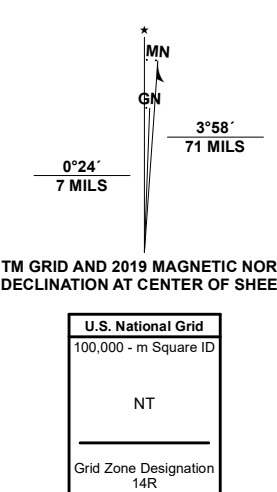 ★
MN
GN
3°58´
71 MILS
0°24´
7 MILS
TM GRID AND 2019 MAGNETIC NOR
DECLINATION AT CENTER OF SHEE
U.S. National Grid
100,000 - m Square ID
NT
Grid Zone Designation
14R